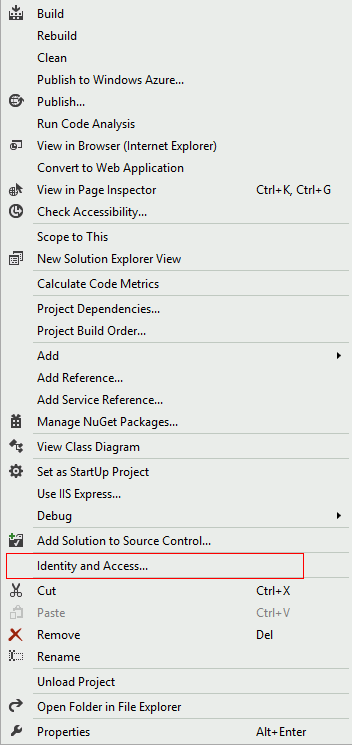 Build
Rebuild
Clean
Publish to Windows Azure...
Publish...
Run Code Analysis
View in Browser (Internet Explorer)
Convert to Web Application
View in Page Inspector Ctrl+K, Ctrl+G
Check Accessibility...
Scope to This
New Solution Explorer View
Calculate Code Metrics
Project Dependencies...
Project Build Order...
Add
Add Reference...
Add Service Reference...
Manage NuGet Packages...
View Class Diagram
Set as StartUp Project
Use IIS Express...
Debug
Add Solution to Source Control...
Identity and Access...
Cut Ctrl+X
Paste Ctrl+V
Remove Del
Rename
Unload Project
Open Folder in File Explorer
Properties Alt+Enter